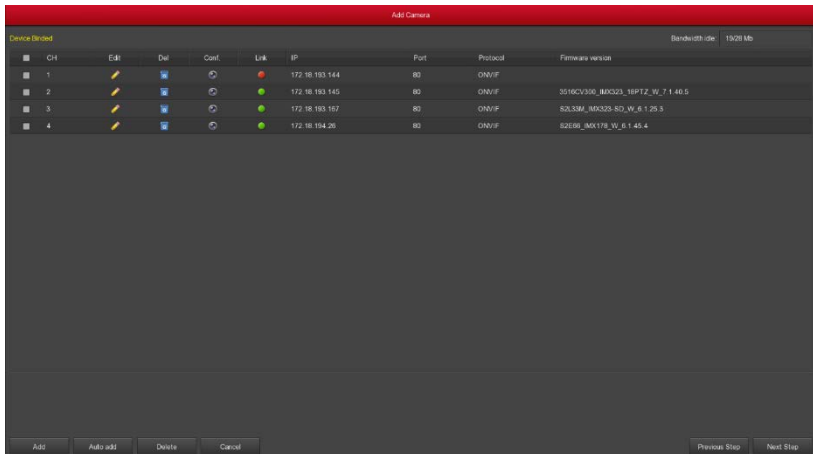 Add Camera
Device Binded Bandwidth idle: 19/28 Mb
CH Edit Del Conf. Link IP Port Protocol Firmware version
1 172.18.193.144 80 ONVIF
2 172.18.193.145 80 ONVIF 3516CV300_IMX323_18PTZ_W_7.1.40.5
3 172.18.193.167 80 ONVIF S2L33M_IMX323-SD_W_6.1.25.3
4 172.18.194.26 80 ONVIF S2E66_IMX178_W_6.1.45.4
Add Auto add Delete Cancel Previous Step Next Step